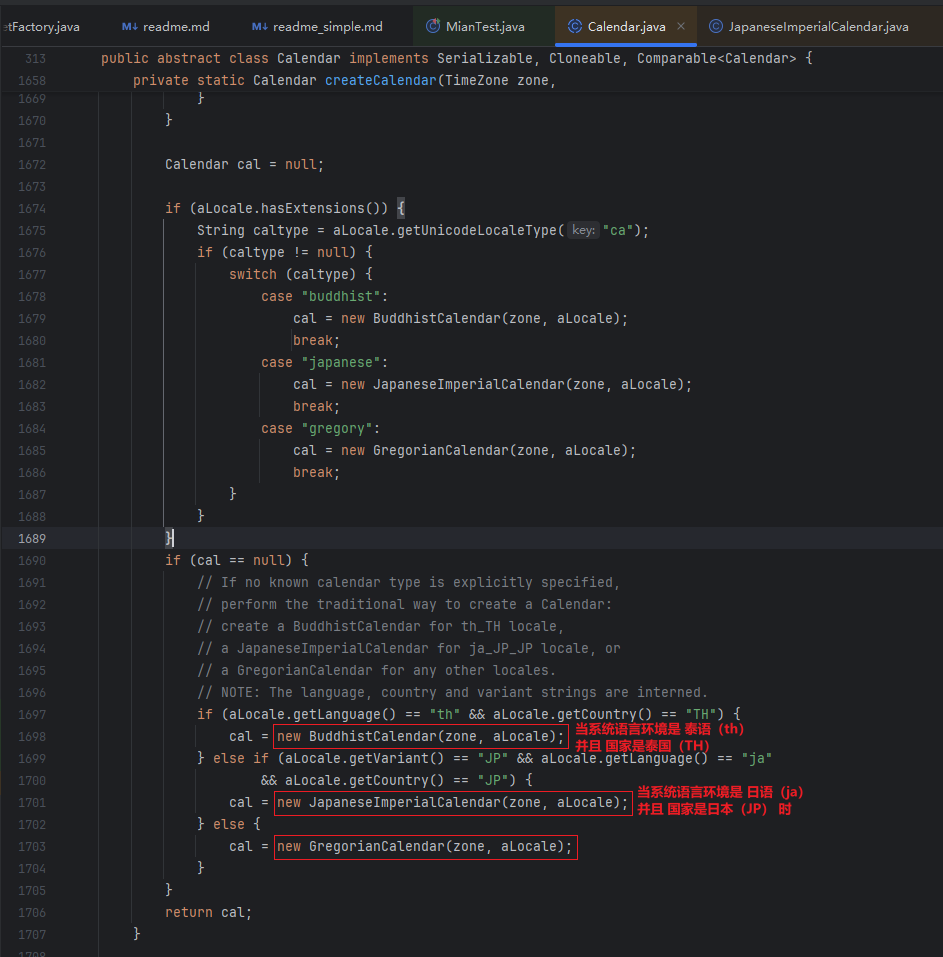 etFactory.java M↓ readme.md M↓ readme_simple.md MianTest.java Calendar.java × JapaneseImperialCalendar.java
313 public abstract class Calendar implements Serializable, Cloneable, Comparable<Calendar> {
1658 private static Calendar createCalendar(TimeZone zone,
1669 }
1670 }
1671
1672 Calendar cal = null;
1673
1674 if (aLocale.hasExtensions()) {
1675 String caltype = aLocale.getUnicodeLocaleType( key: "ca");
1676 if (caltype != null) {
1677 switch (caltype) {
1678 case "buddhist":
1679 cal = new BuddhistCalendar(zone, aLocale);
1680 break;
1681 case "japanese":
1682 cal = new JapaneseImperialCalendar(zone, aLocale);
1683 break;
1684 case "gregory":
1685 cal = new GregorianCalendar(zone, aLocale);
1686 break;
1687 }
1688 }
1689 }
1690 if (cal == null) {
1691 // If no known calendar type is explicitly specified,
1692 // perform the traditional way to create a Calendar:
1693 // create a BuddhistCalendar for th_TH locale,
1694 // a JapaneseImperialCalendar for ja_JP_JP locale, or
1695 // a GregorianCalendar for any other locales.
1696 // NOTE: The language, country and variant strings are interned.
1697 if (aLocale.getLanguage() == "th" && aLocale.getCountry() == "TH") {
1698 cal = new BuddhistCalendar(zone, aLocale); 当系统语言环境是 泰语（th）
并且 国家是泰国（TH）
1699 } else if (aLocale.getVariant() == "JP" && aLocale.getLanguage() == "ja"
1700 && aLocale.getCountry() == "JP") {
1701 cal = new JapaneseImperialCalendar(zone, aLocale); 当系统语言环境是 日语（ja）
并且 国家是日本（JP） 时
1702 } else {
1703 cal = new GregorianCalendar(zone, aLocale);
1704 }
1705 }
1706 return cal;
1707 }
1708